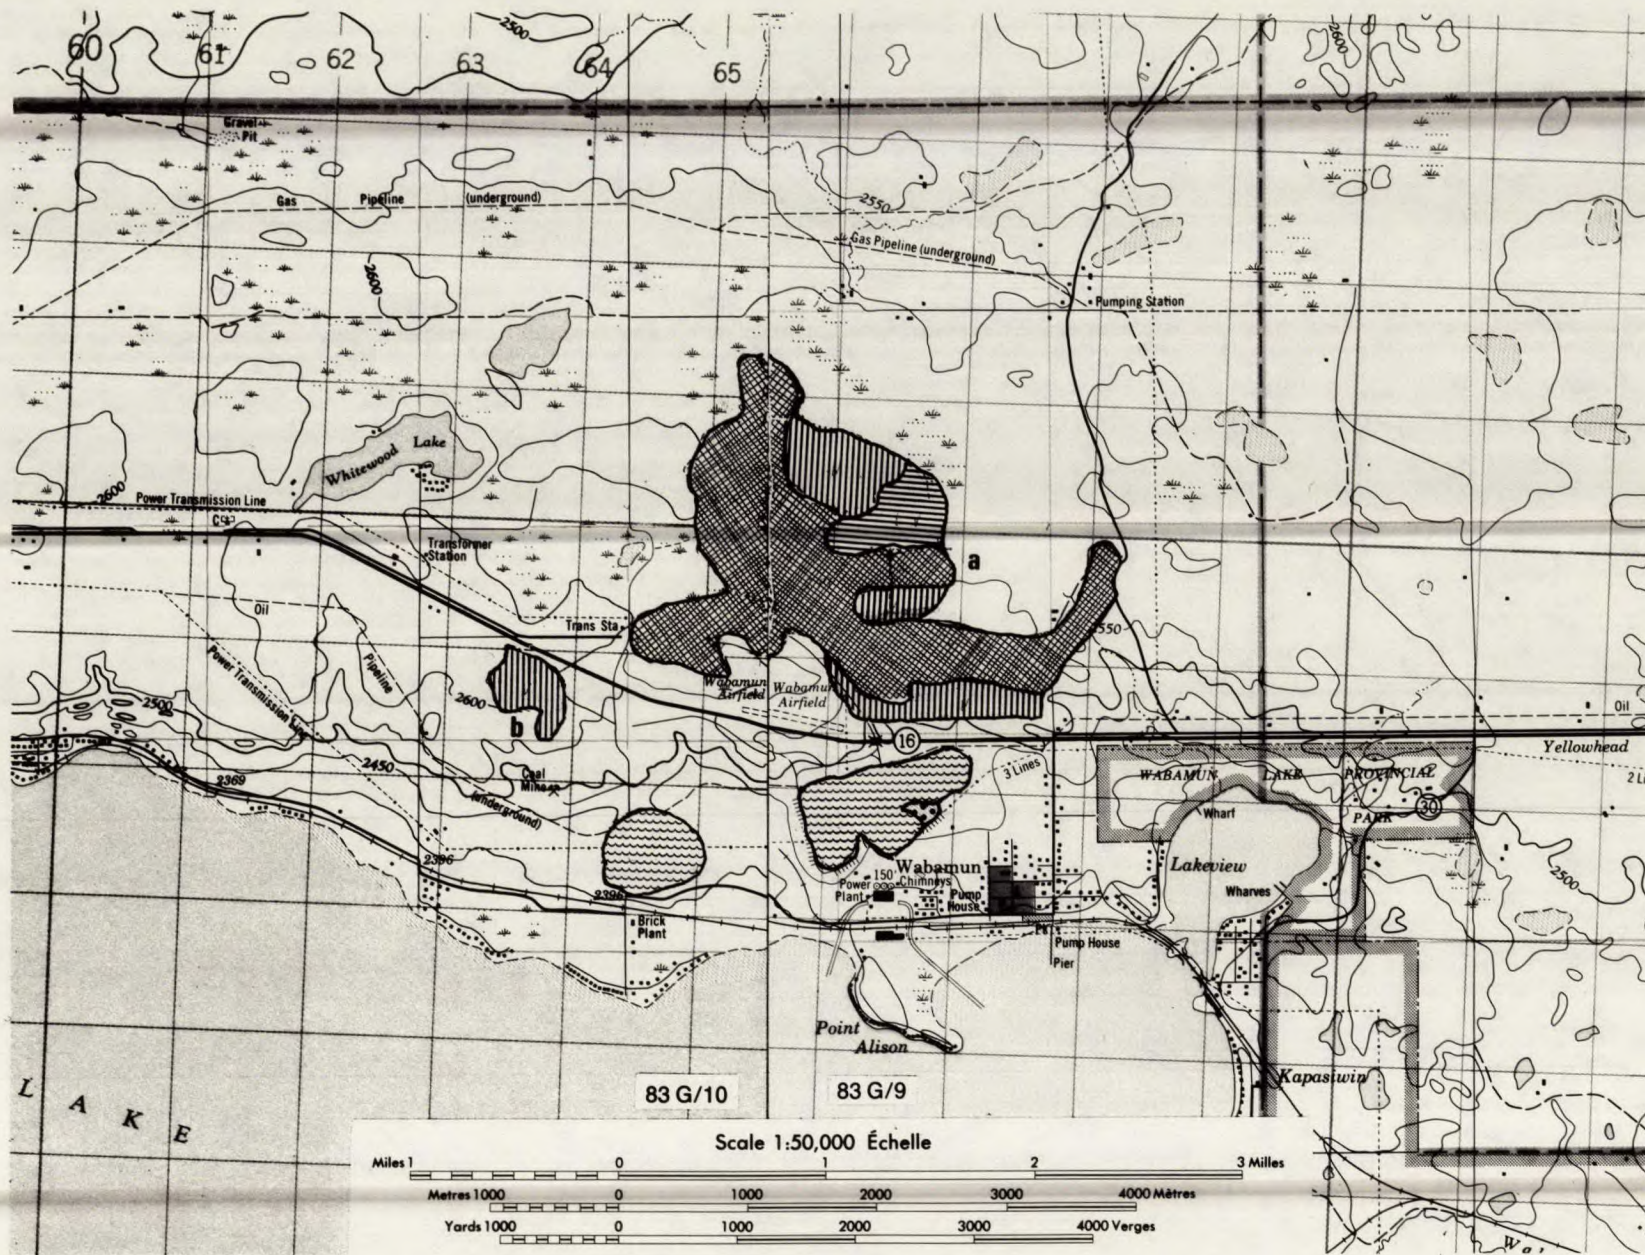 60 61 62 63 64 65
2500
2600
Gravel
Pit
Gas Pipeline (underground)
2550
Gas Pipeline (underground)
2600
Pumping Station
Whitewood Lake
2600
Power Transmission Line
C
Transformer
Station
a
Oil
Trans Sta
2550
Pipeline
Power Transmission Line
Wabamun
Airfield
Wabamun
Airfield
2600
b
2500
16
Oil
Yellowhead
2450
Coal
Mine
3 Lines
WABAMUN LAKE PROVINCIAL
PARK
2369
(underground)
30
Wharf
2396
Wabamun
Lakeview
150'
Chimneys
Power
Plant
Pump
House
Wharves
2500
2396
Brick
Plant
Pump House
Pier
Point
Alison
Kapasiwin
LAKE
83 G/10
83 G/9
Scale 1:50,000 Échelle
Miles 1 0 1 2 3 Milles
Metres 1000 0 1000 2000 3000 4000 Mètres
Yards 1000 0 1000 2000 3000 4000 Verges